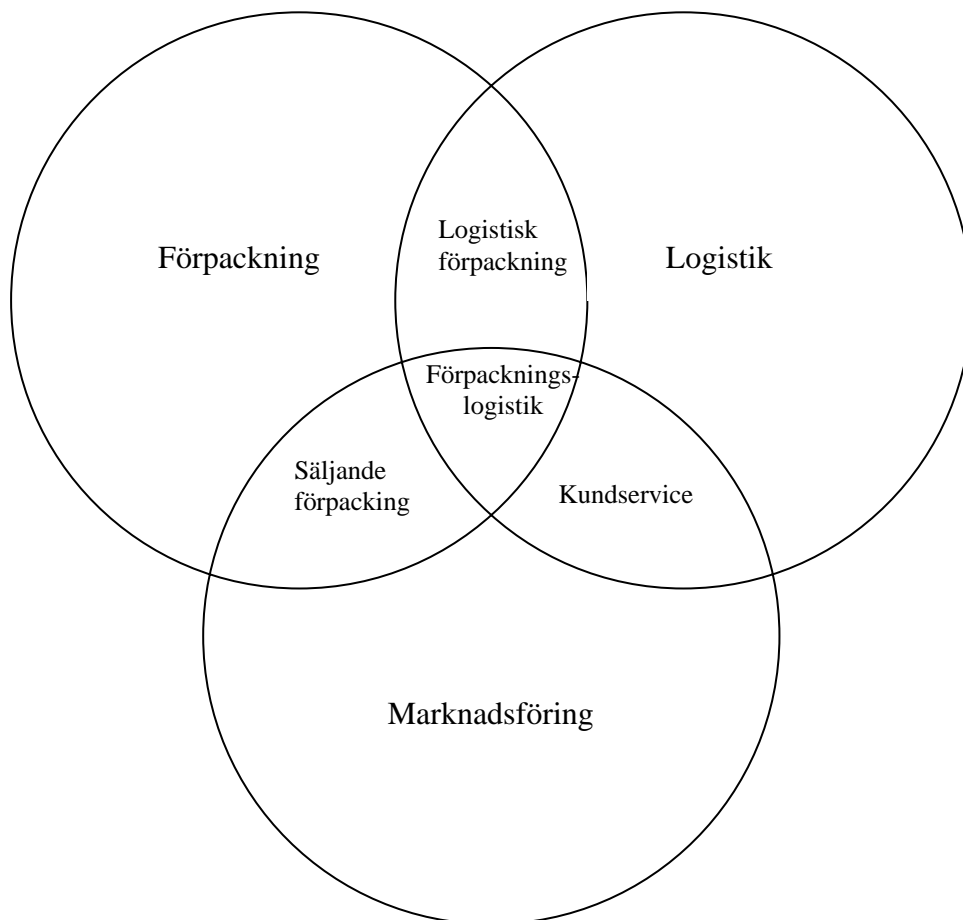 Logistisk
förpackning
Förpackning
Logistik
Förpacknings-
logistik
Säljande
förpacking
Kundservice
Marknadsföring